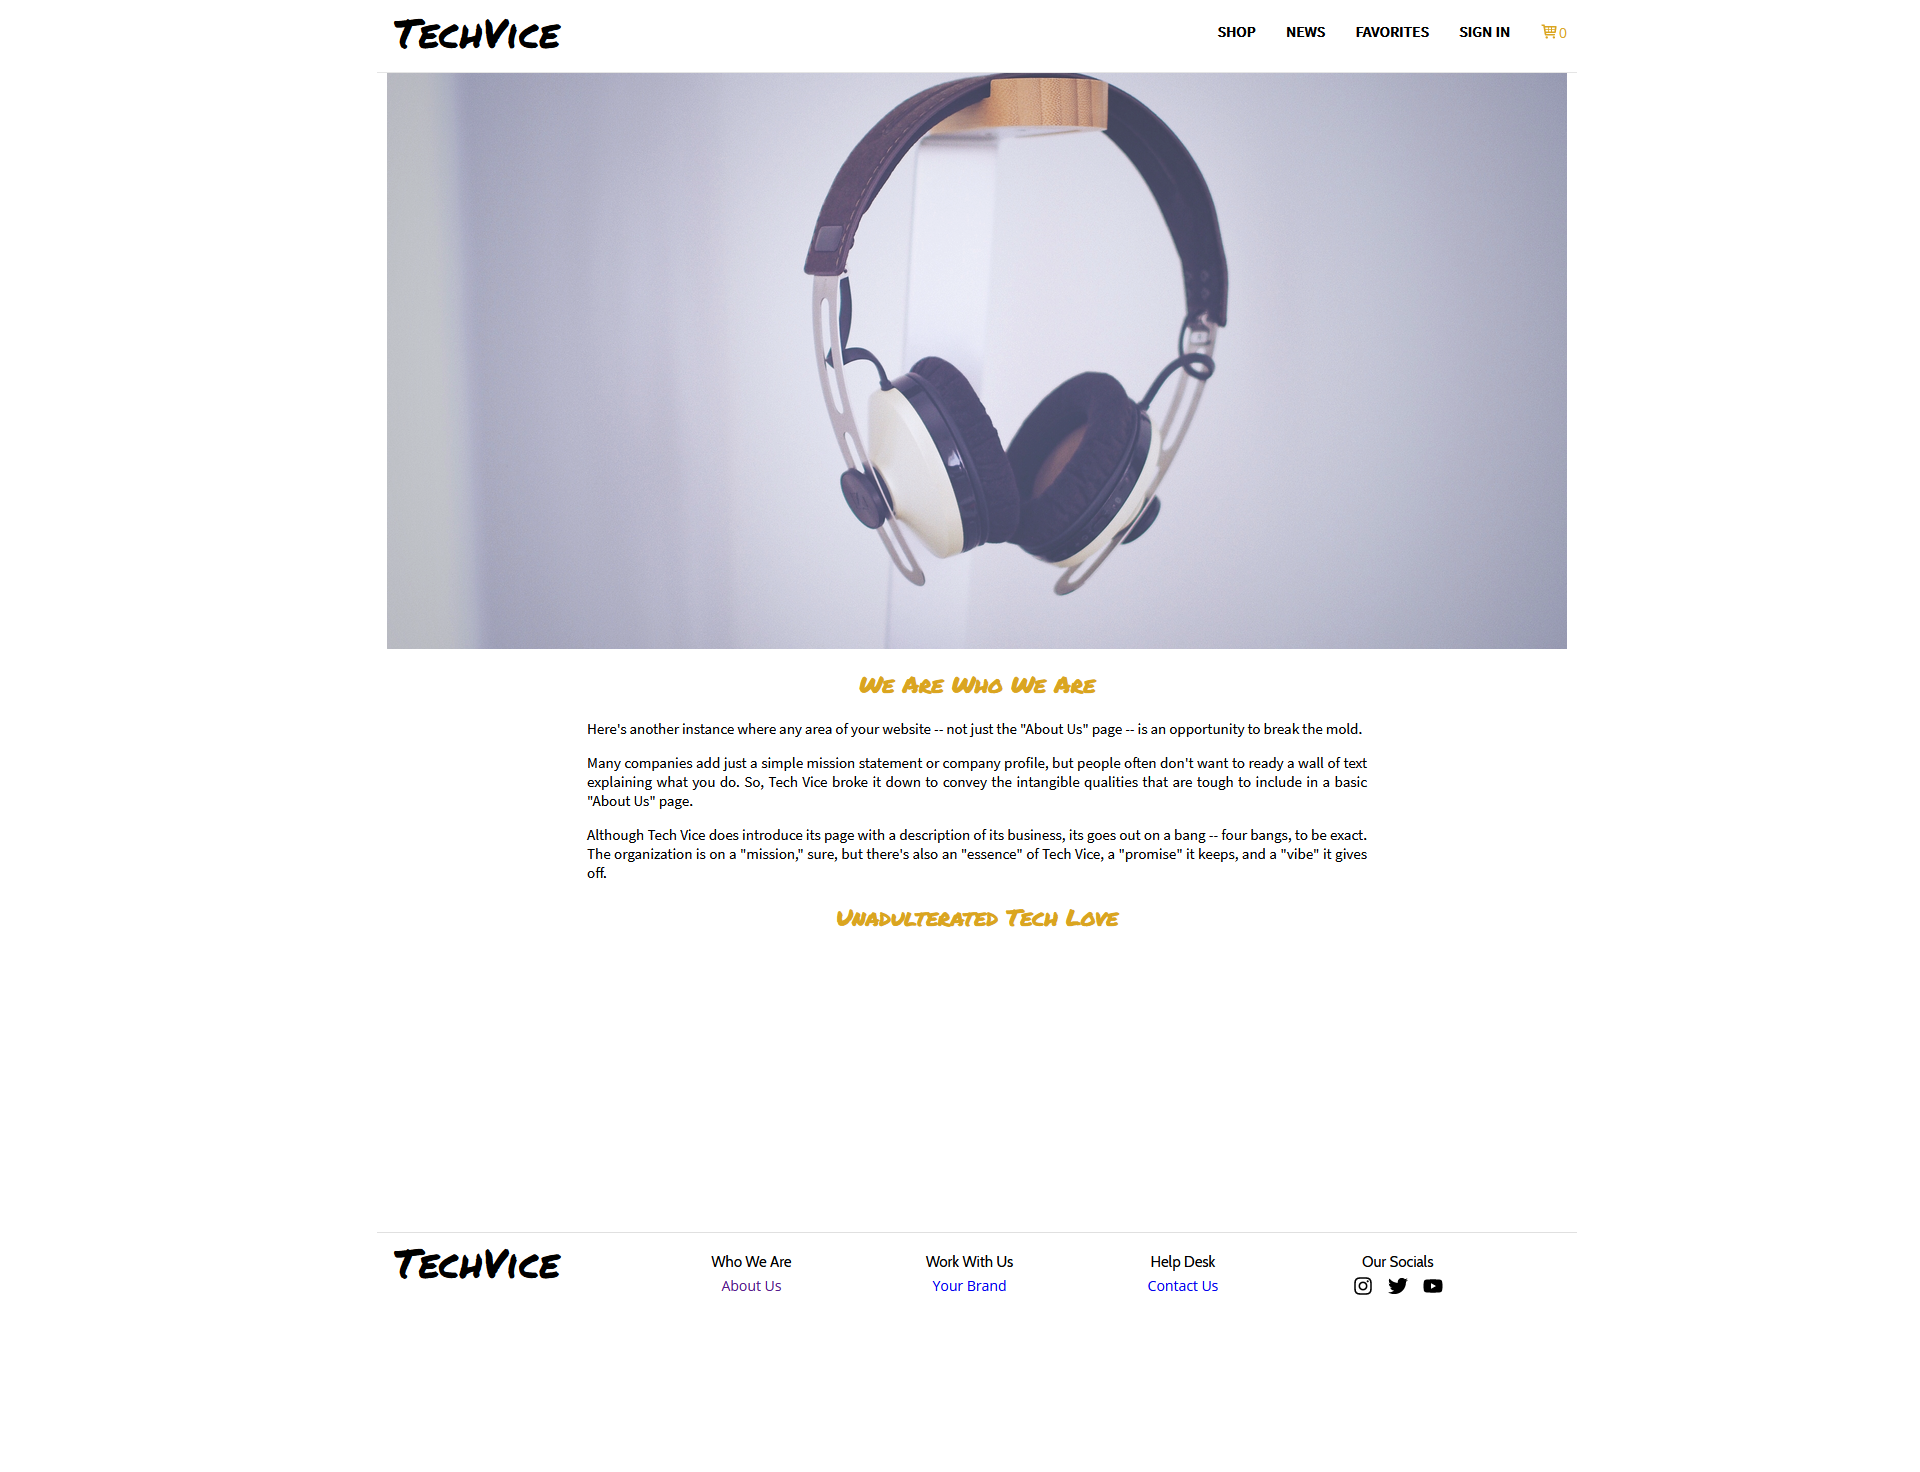 TechVice
SHOP NEWS FAVORITES SIGN IN 0
We Are Who We Are
Here's another instance where any area of your website -- not just the "About Us" page -- is an opportunity to break the mold.
Many companies add just a simple mission statement or company profile, but people often don't want to ready a wall of text
explaining what you do. So, Tech Vice broke it down to convey the intangible qualities that are tough to include in a basic
"About Us" page.
Although Tech Vice does introduce its page with a description of its business, its goes out on a bang -- four bangs, to be exact.
The organization is on a "mission," sure, but there's also an "essence" of Tech Vice, a "promise" it keeps, and a "vibe" it gives
off.
Unadulterated Tech Love
TechVice
Who We Are
About Us
Work With Us
Your Brand
Help Desk
Contact Us
Our Socials